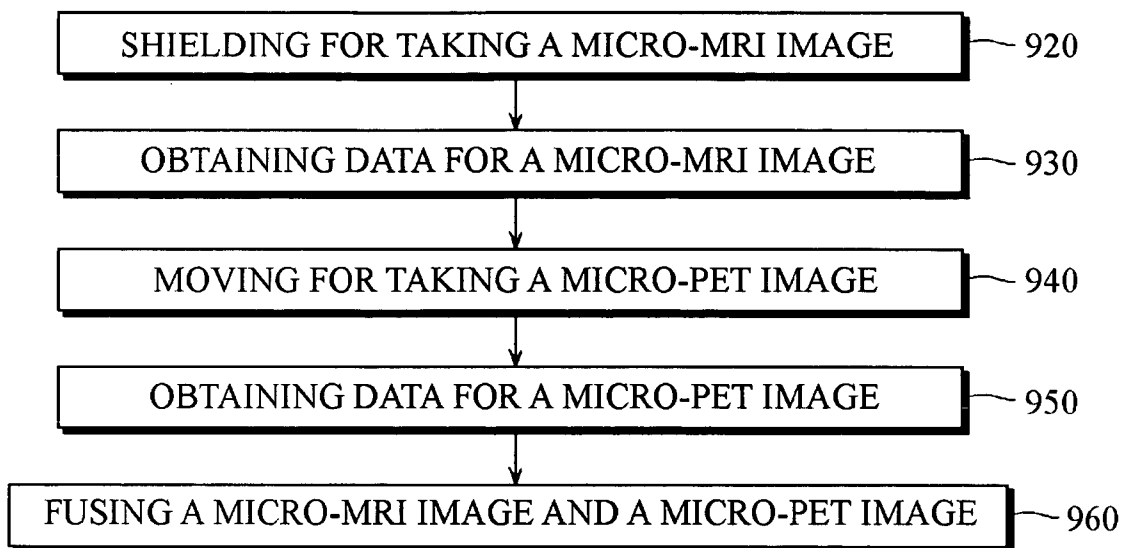 SHIELDING FOR TAKING A MICRO-MRI IMAGE 920
OBTAINING DATA FOR A MICRO-MRI IMAGE 930
MOVING FOR TAKING A MICRO-PET IMAGE 940
OBTAINING DATA FOR A MICRO-PET IMAGE 950
FUSING A MICRO-MRI IMAGE AND A MICRO-PET IMAGE 960